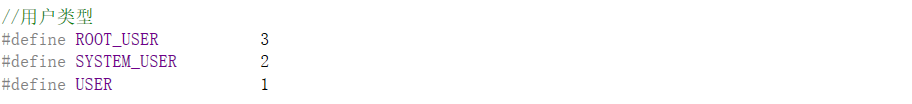 //用户类型
#define ROOT_USER 3
#define SYSTEM_USER 2
#define USER 1